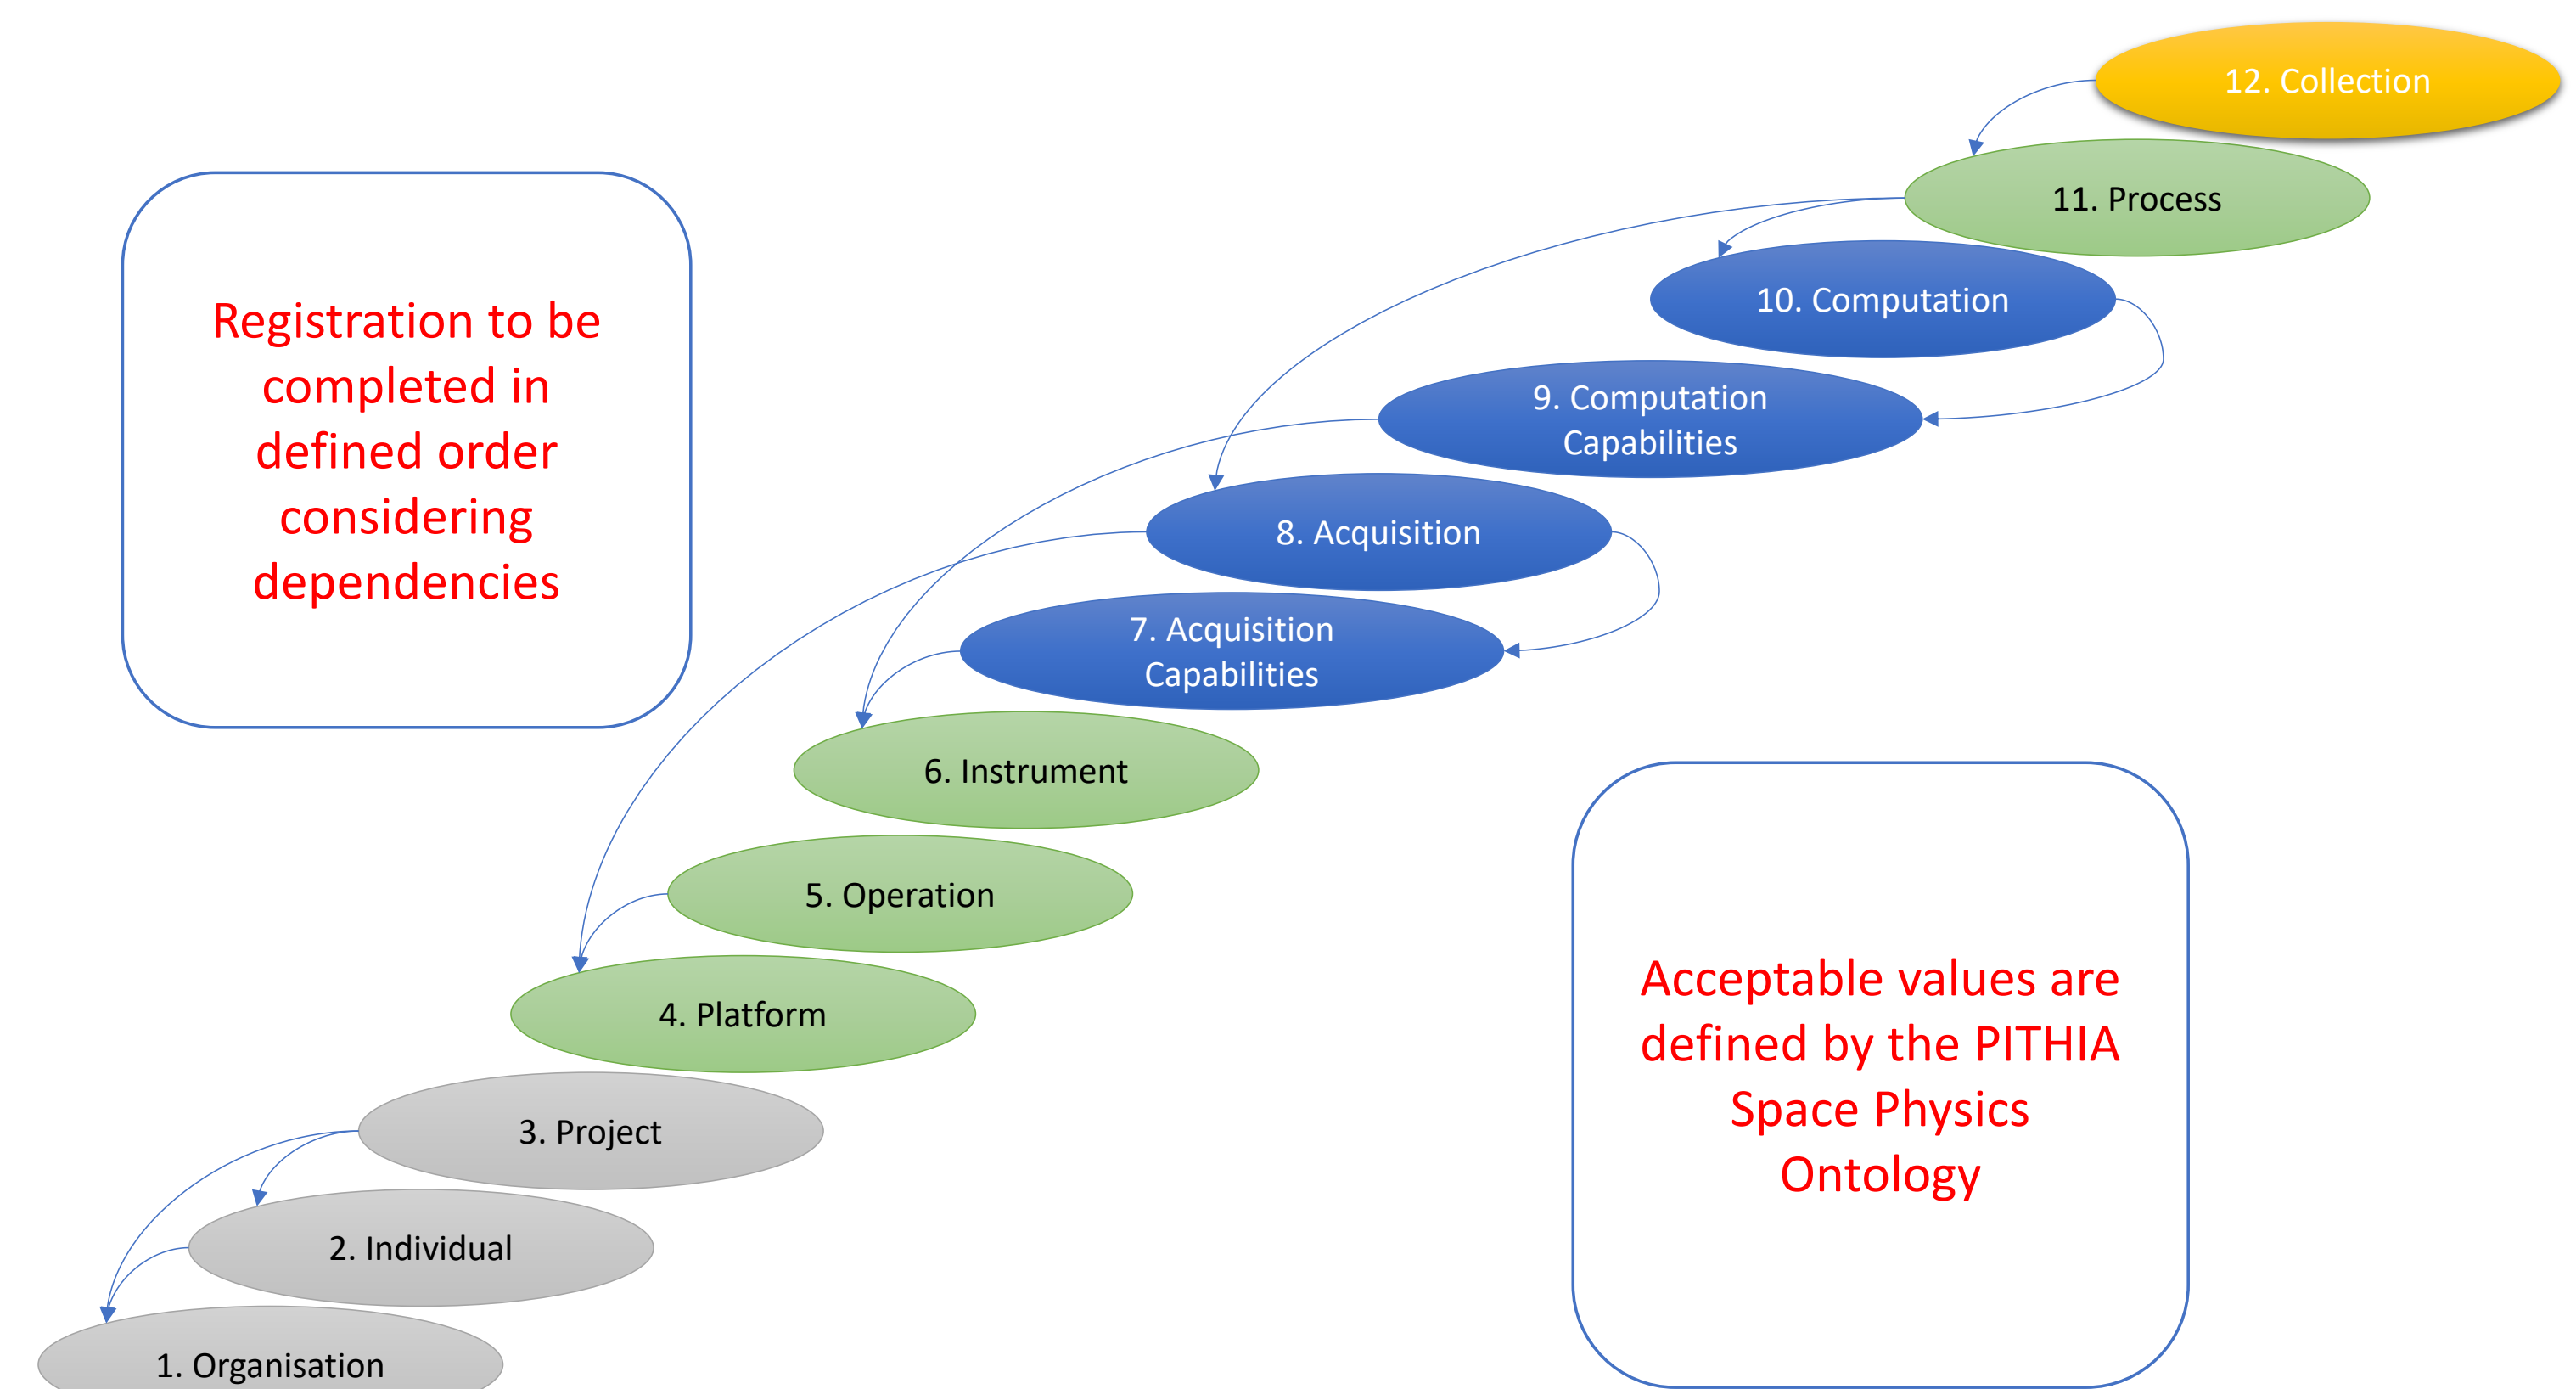 12. Collection
11. Process
10. Computation
9. Computation
Capabilities
8. Acquisition
7. Acquisition
Capabilities
6. Instrument
5. Operation
4. Platform
3. Project
2. Individual
1. Organisation
Registration to be
completed in
defined order
considering
dependencies
Acceptable values are
defined by the PITHIA
Space Physics
Ontology